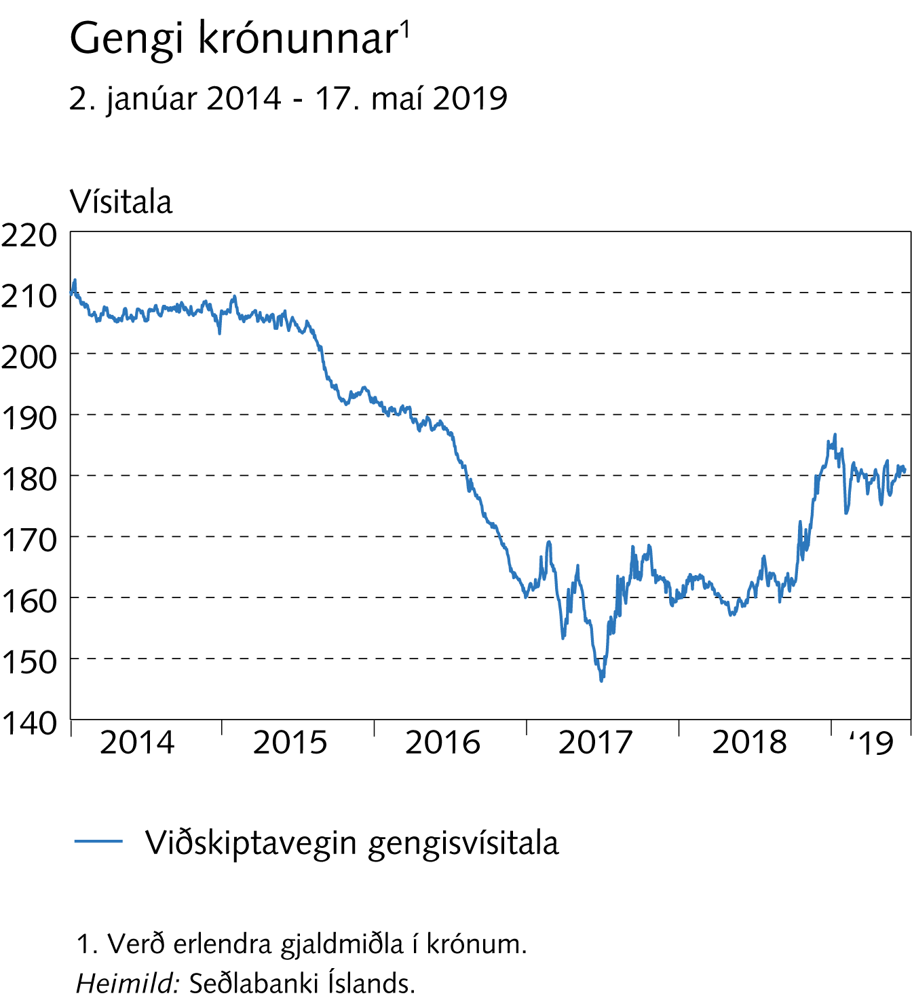 Gengi krónunnar¹
2. janúar 2014 - 17. maí 2019
Vísitala
220
210
200
190
180
170
160
150
140
2014 2015 2016 2017 2018 ‘19
Viðskiptavegin gengisvísitala
1. Verð erlendra gjaldmiðla í krónum.
Heimild: Seðlabanki Íslands.